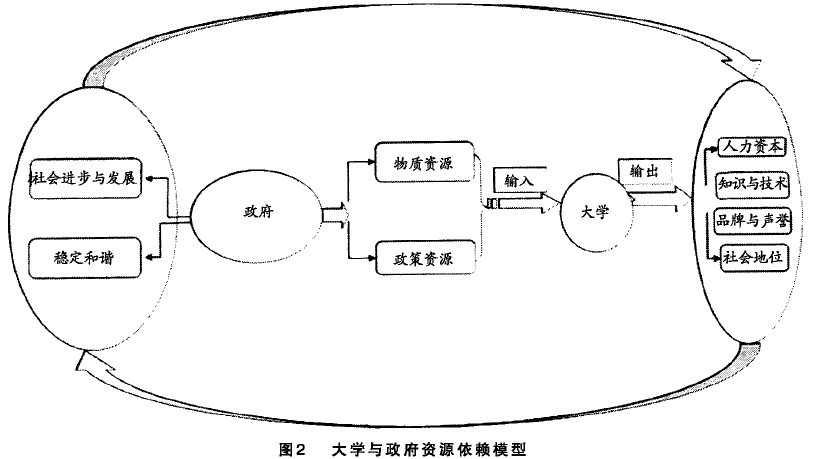 社会进步与发展
稳定和谐
政府
物质资源
政策资源
输入
大学
输出
人力资本
知识与技术
品牌与声誉
社会地位
图2 大学与政府资源依赖模型